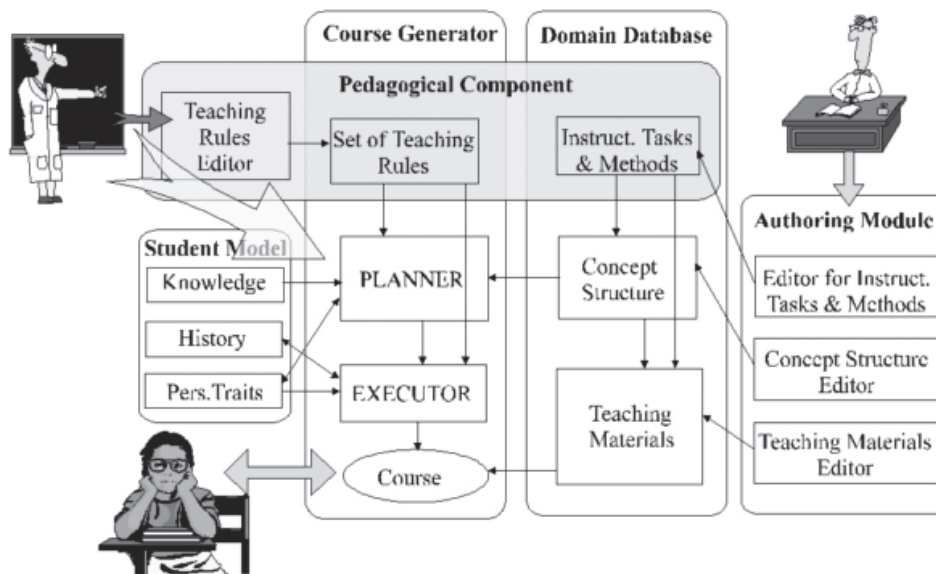 Course Generator
Domain Database
Pedagogical Component
Teaching
Rules
Editor
Set of Teaching
Rules
Instruct. Tasks
& Methods
Authoring Module
Student Model
Knowledge
PLANNER
Concept
Structure
Editor for Instruct.
Tasks & Methods
History
Concept Structure
Editor
Pers.Traits
EXECUTOR
Teaching
Materials
Teaching Materials
Editor
Course